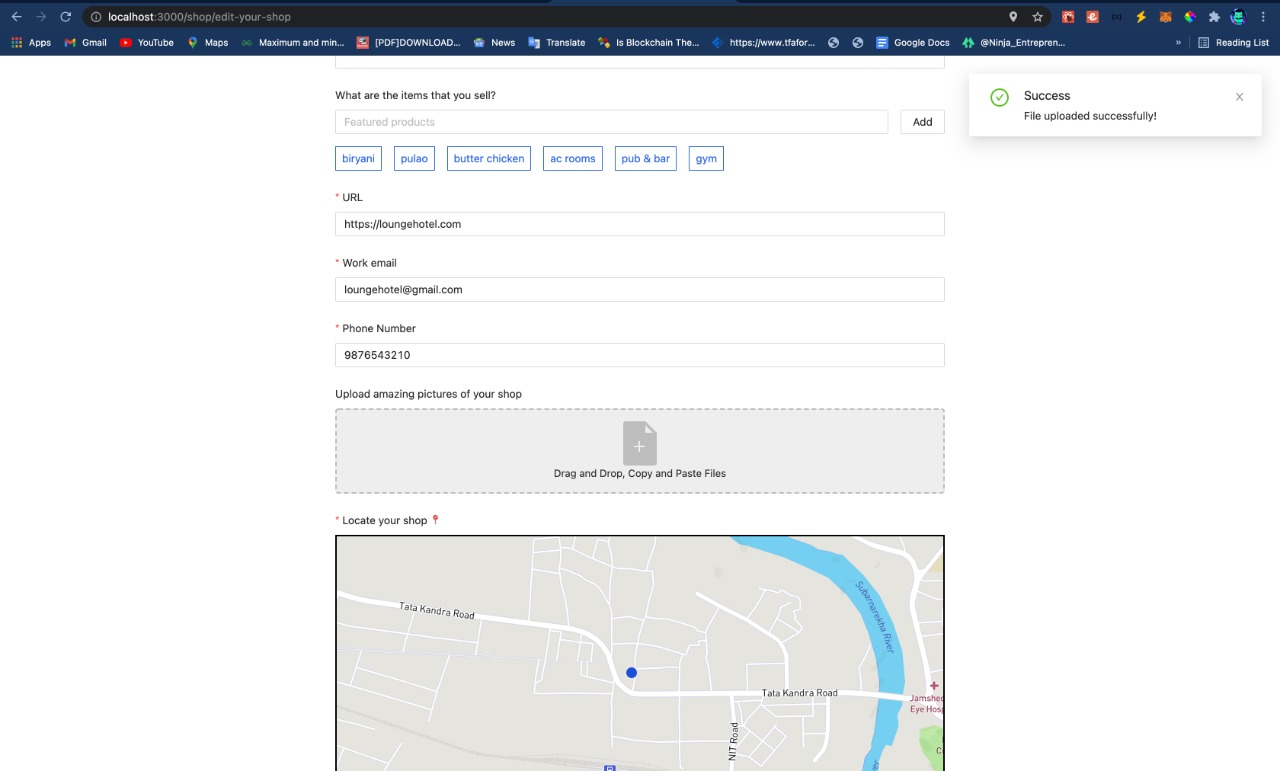 localhost:3000/shop/edit-your-shop
Apps Gmail YouTube Maps Maximum and min... [PDF]DOWNLOAD... News Translate Is Blockchain The... https://www.tfafor... Google Docs @Ninja_Entrepren... » Reading List
What are the items that you sell?
Featured products Add
biryani pulao butter chicken ac rooms pub & bar gym
* URL
https://loungehotel.com
* Work email
loungehotel@gmail.com
* Phone Number
9876543210
Upload amazing pictures of your shop
Drag and Drop, Copy and Paste Files
* Locate your shop
Tata Kandra Road
Subarnarekha River
Tata Kandra Road
NIT Road
Jamshed
Eye Hosp
C
ver
Success
File uploaded successfully!